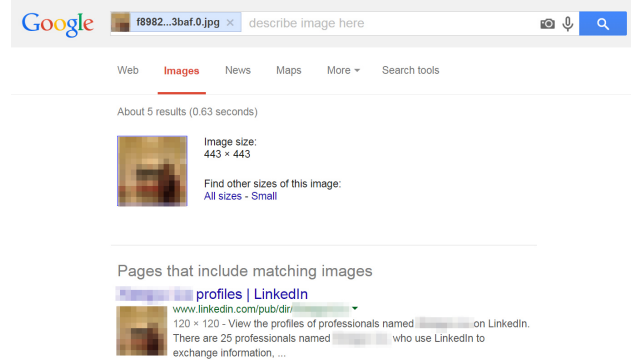 Google f8982...3baf.0.jpg × describe image here
Web Images News Maps More Search tools
About 5 results (0.63 seconds)
Image size:
443 × 443
Find other sizes of this image:
All sizes - Small
Pages that include matching images
profiles | LinkedIn
www.linkedin.com/pub/dir/
120 × 120 - View the profiles of professionals named on LinkedIn.
There are 25 professionals named who use LinkedIn to
exchange information, ...